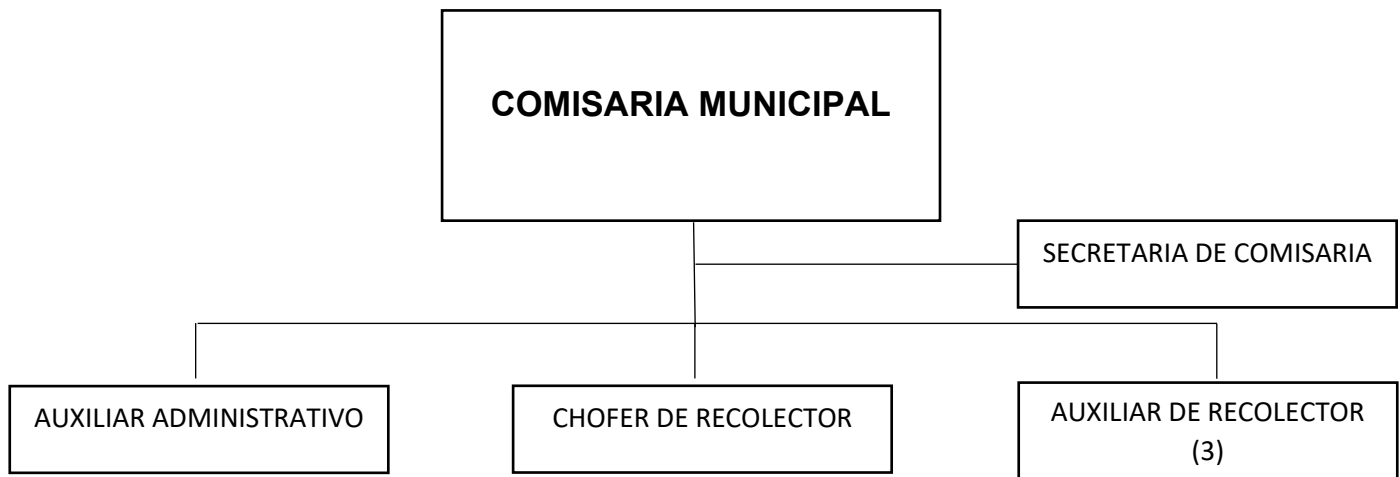 COMISARIA MUNICIPAL
SECRETARIA DE COMISARIA
AUXILIAR ADMINISTRATIVO
CHOFER DE RECOLECTOR
AUXILIAR DE RECOLECTOR
(3)